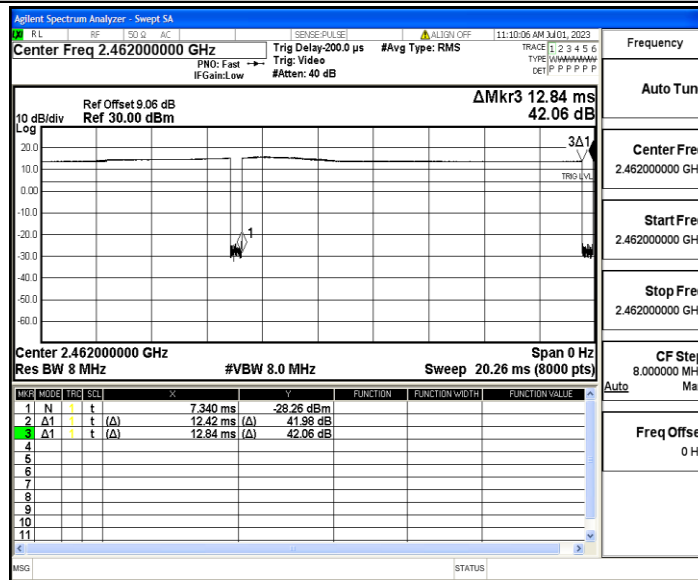 Agilent Spectrum Analyzer - Swept SA
RL RF 50 Ω AC SENSE:PULSE ALIGN OFF 11:10:06 AM Jul 01, 2023
Center Freq 2.462000000 GHz
PNO: Fast
IFGain:Low
Trig Delay-200.0 µs
Trig: Video
#Atten: 40 dB
#Avg Type: RMS
TRACE 1 2 3 4 5 6
TYPE WWWWWW
DET P P P P P P
Ref Offset 9.06 dB
10 dB/div Ref 30.00 dBm
Log
ΔMkr3 12.84 ms
42.06 dB
20.0
10.0
0.00
-10.0
-20.0
-30.0
-40.0
-50.0
-60.0
3Δ1
TRIG LVL
1
Center 2.462000000 GHz Span 0 Hz
Res BW 8 MHz #VBW 8.0 MHz Sweep 20.26 ms (8000 pts)
MKR MODE TRC SCL X Y FUNCTION FUNCTION WIDTH FUNCTION VALUE
1 N 1 t 7.340 ms -28.26 dBm
2 Δ1 1 t (Δ) 12.42 ms (Δ) 41.98 dB
3 Δ1 1 t (Δ) 12.84 ms (Δ) 42.06 dB
4
5
6
7
8
9
10
11
MSG STATUS
Frequency
Auto Tun
Center Fre
2.462000000 GH
Start Fre
2.462000000 GH
Stop Fre
2.462000000 GH
CF Step
8.000000 MH
Auto Ma
Freq Offse
0 H